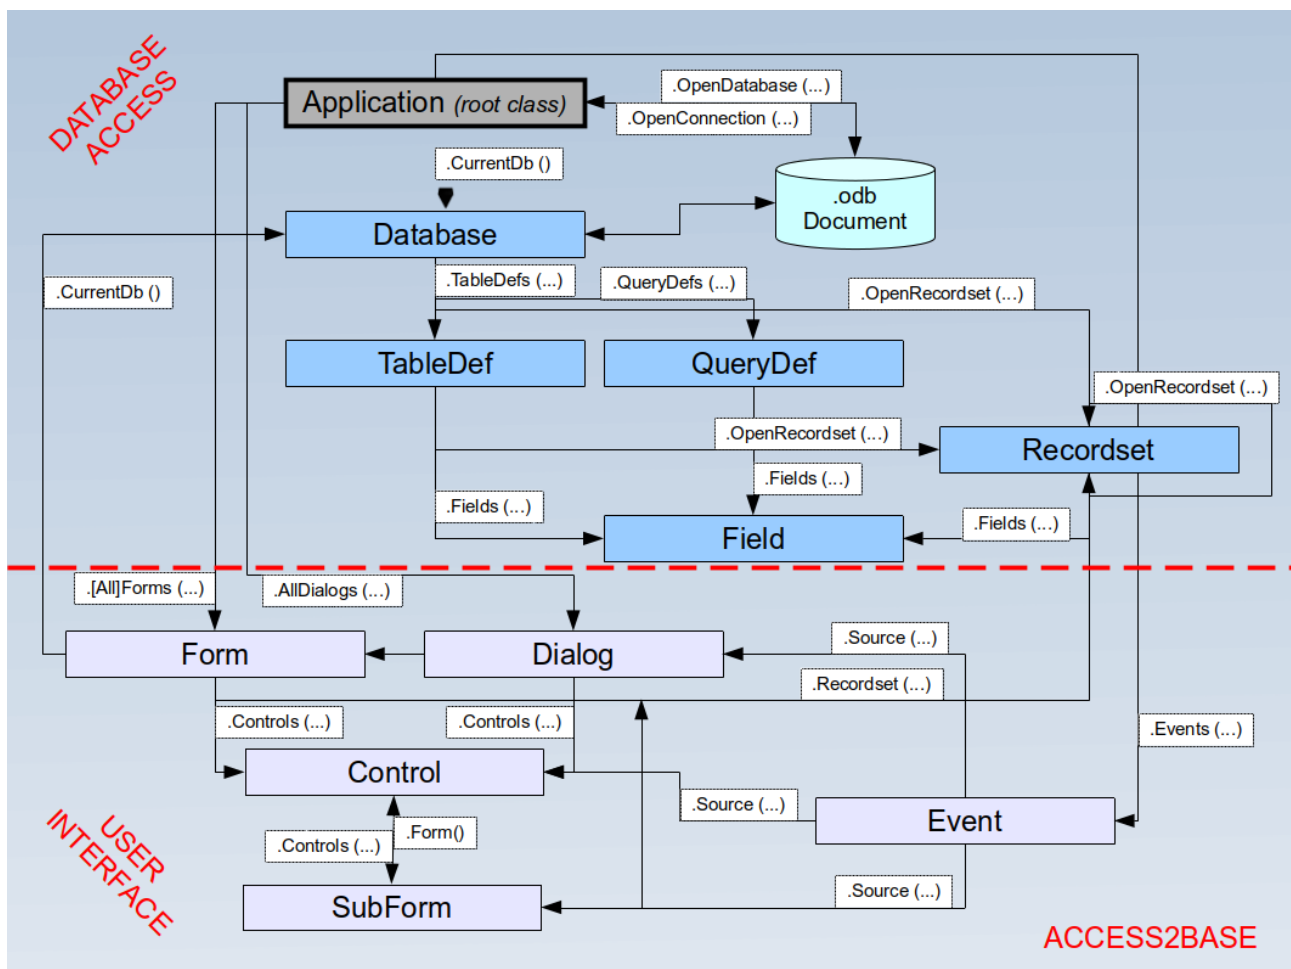 DATABASE
ACCESS
Application (root class)
.OpenDatabase (...)
.OpenConnection (...)
.CurrentDb ()
.odb
Document
Database
.CurrentDb ()
.TableDefs (...)
.QueryDefs (...)
.OpenRecordset (...)
TableDef
QueryDef
.OpenRecordset (...)
.OpenRecordset (...)
Recordset
.Fields (...)
.Fields (...)
.Fields (...)
Field
.[All]Forms (...)
.AllDialogs (...)
Form
Dialog
.Source (...)
.Recordset (...)
.Controls (...)
.Controls (...)
.Events (...)
Control
.Source (...)
Event
.Form()
.Controls (...)
SubForm
.Source (...)
USER
INTERFACE
ACCESS2BASE